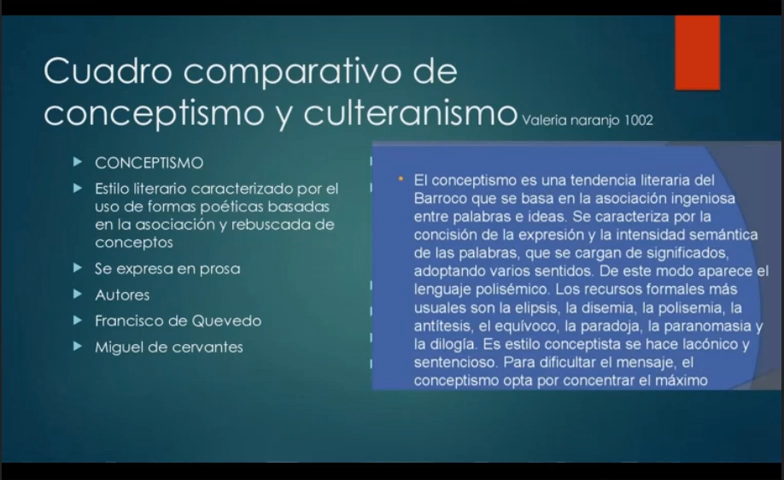 Cuadro comparativo de
conceptismo y culteranismo Valeria naranjo 1002
CONCEPTISMO
Estilo literario caracterizado por el
uso de formas poéticas basadas
en la asociación y rebuscada de
conceptos
Se expresa en prosa
Autores
Francisco de Quevedo
Miguel de cervantes
El conceptismo es una tendencia literaria del
Barroco que se basa en la asociación ingeniosa
entre palabras e ideas. Se caracteriza por la
concisión de la expresión y la intensidad semántica
de las palabras, que se cargan de significados,
adoptando varios sentidos. De este modo aparece el
lenguaje polisémico. Los recursos formales más
usuales son la elipsis, la disemia, la polisemia, la
antítesis, el equívoco, la paradoja, la paranomasia y
la dilogía. Es estilo conceptista se hace lacónico y
sentencioso. Para dificultar el mensaje, el
conceptismo opta por concentrar el máximo